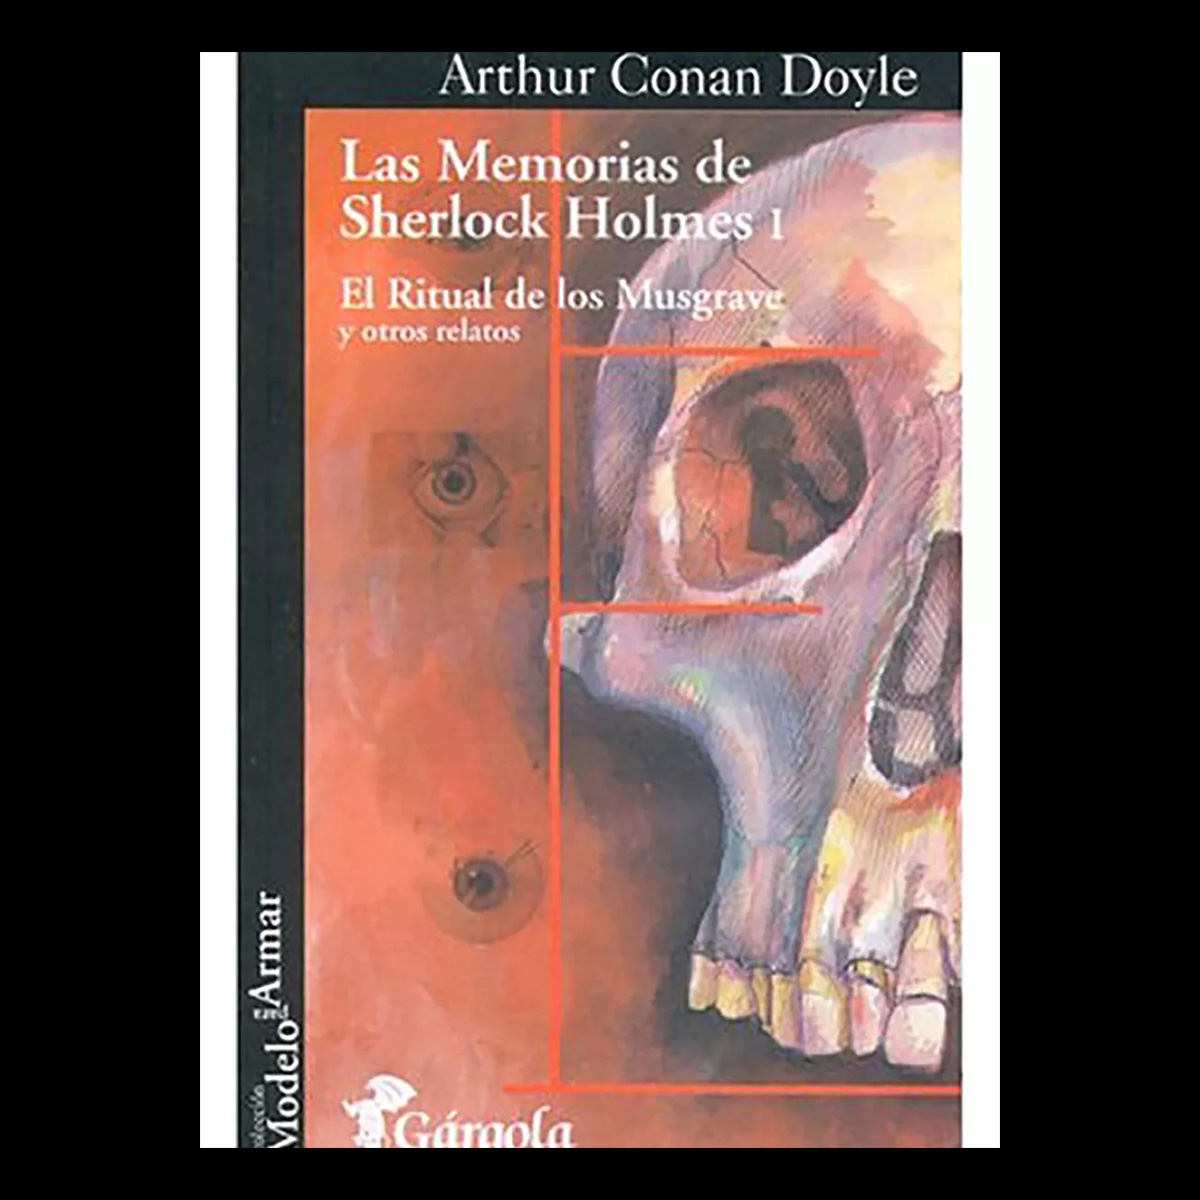 Arthur Conan Doyle
Las Memorias de
Sherlock Holmes I
El Ritual de los Musgrave
y otros relatos
colección
Modelo para Armar
Gárgola